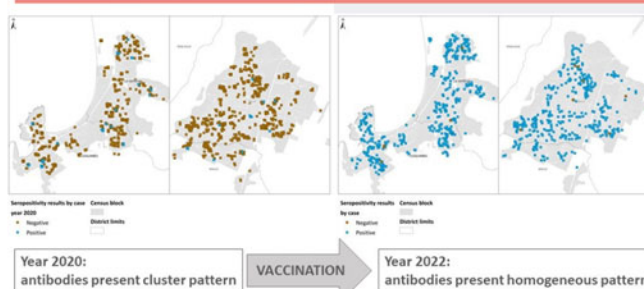 Seropositivity results by case
year 2020
Negative
Positive
Census block
District limits
Seropositivity results
by case
Negative
Positive
Census block
District limits
Year 2020:
antibodies present cluster pattern
VACCINATION
Year 2022:
antibodies present homogeneous pattern